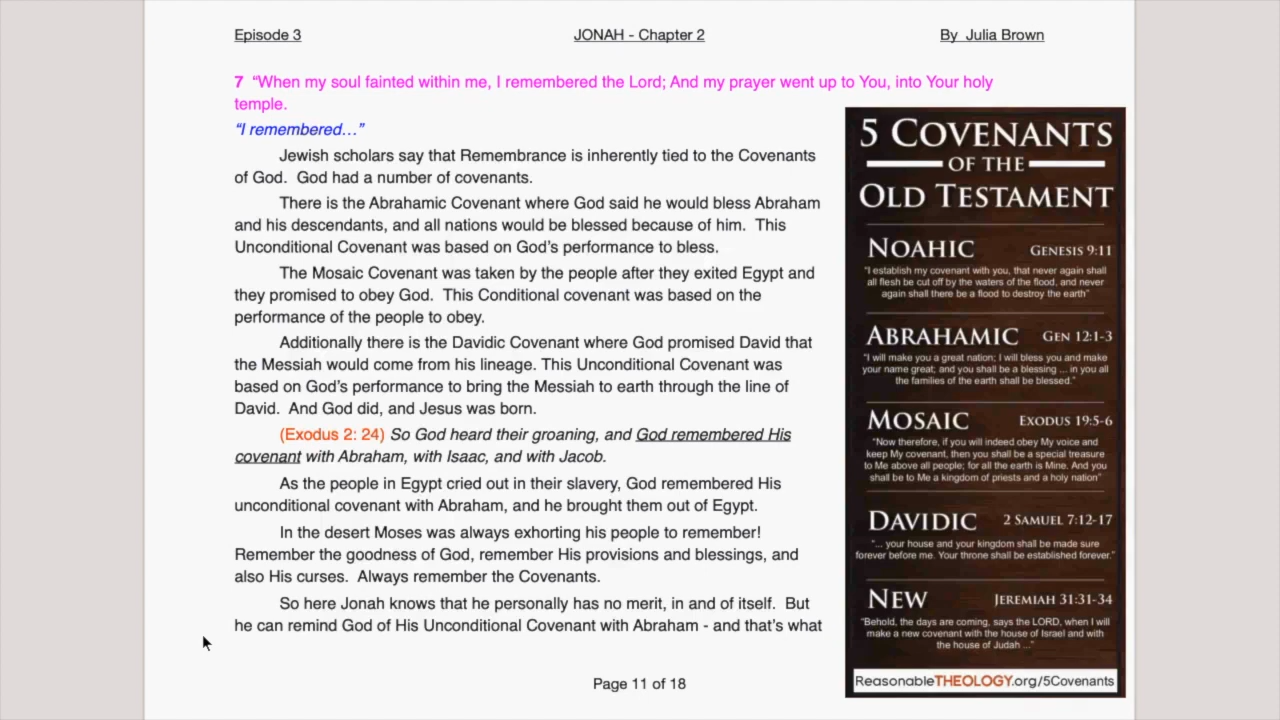 Episode 3 JONAH - Chapter 2 By Julia Brown
7 “When my soul fainted within me, I remembered the Lord; And my prayer went up to You, into Your holy
temple.
“I remembered…”
Jewish scholars say that Remembrance is inherently tied to the Covenants
of God. God had a number of covenants.
There is the Abrahamic Covenant where God said he would bless Abraham
and his descendants, and all nations would be blessed because of him. This
Unconditional Covenant was based on God’s performance to bless.
The Mosaic Covenant was taken by the people after they exited Egypt and
they promised to obey God. This Conditional covenant was based on the
performance of the people to obey.
Additionally there is the Davidic Covenant where God promised David that
the Messiah would come from his lineage. This Unconditional Covenant was
based on God’s performance to bring the Messiah to earth through the line of
David. And God did, and Jesus was born.
(Exodus 2: 24) So God heard their groaning, and God remembered His
covenant with Abraham, with Isaac, and with Jacob.
As the people in Egypt cried out in their slavery, God remembered His
unconditional covenant with Abraham, and he brought them out of Egypt.
In the desert Moses was always exhorting his people to remember!
Remember the goodness of God, remember His provisions and blessings, and
also His curses. Always remember the Covenants.
So here Jonah knows that he personally has no merit, in and of itself. But
he can remind God of His Unconditional Covenant with Abraham - and that’s what
Page 11 of 18
5 COVENANTS
OF THE
OLD TESTAMENT
NOAHIC GENESIS 9:11
“I establish my covenant with you, that never again shall
all flesh be cut off by the waters of the flood, and never
again shall there be a flood to destroy the earth”
ABRAHAMIC GEN 12:1-3
“I will make you a great nation; I will bless you and make
your name great; and you shall be a blessing ... in you all
the families of the earth shall be blessed.”
MOSAIC EXODUS 19:5-6
“Now therefore, if you will indeed obey My voice and
keep My covenant, then you shall be a special treasure
to Me above all people; for all the earth is Mine. And you
shall be to Me a kingdom of priests and a holy nation”
DAVIDIC 2 SAMUEL 7:12-17
“... your house and your kingdom shall be made sure
forever before me. Your throne shall be established forever.”
NEW JEREMIAH 31:31-34
“Behold, the days are coming, says the LORD, when I will
make a new covenant with the house of Israel and with
the house of Judah ...”
ReasonableTHEOLOGY.org/5Covenants